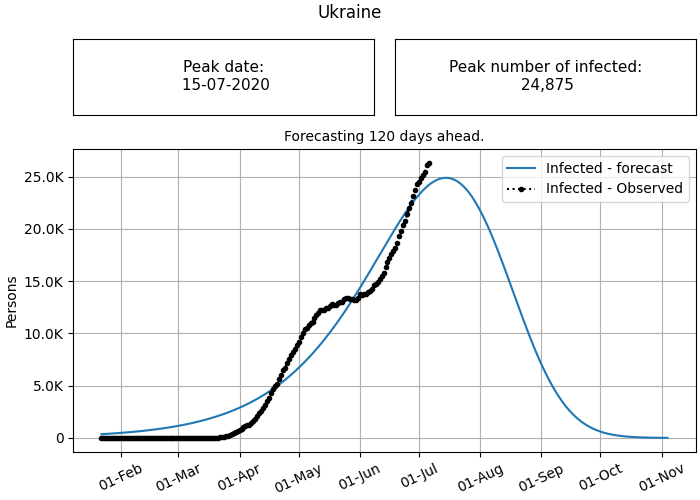 Ukraine
Peak date:
15-07-2020
Peak number of infected:
24,875
Forecasting 120 days ahead.
Infected - forecast
Infected - Observed
Persons
25.0K
20.0K
15.0K
10.0K
5.0K
0
01-Feb
01-Mar
01-Apr
01-May
01-Jun
01-Jul
01-Aug
01-Sep
01-Oct
01-Nov